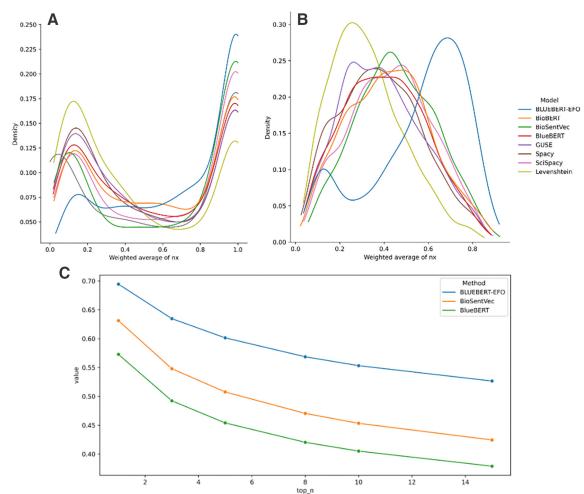 A
0.250
0.225
0.200
0.175
0.150
0.125
0.100
0.075
0.050
Density
0.0
0.2
0.4
0.6
0.8
1.0
Weighted average of nx
B
0.30
0.25
0.20
0.15
0.10
0.05
0.00
Density
0.0
0.2
0.4
0.6
0.8
Weighted average of nx
Model
BLUEBERT-EFO
BioBERT
BioSentVec
BlueBERT
GUSE
Spacy
SciSpacy
Levenshtein
C
0.70
0.65
0.60
0.55
0.50
0.45
0.40
value
2
4
6
8
10
12
14
top_n
Method
BLUEBERT-EFO
BioSentVec
BlueBERT